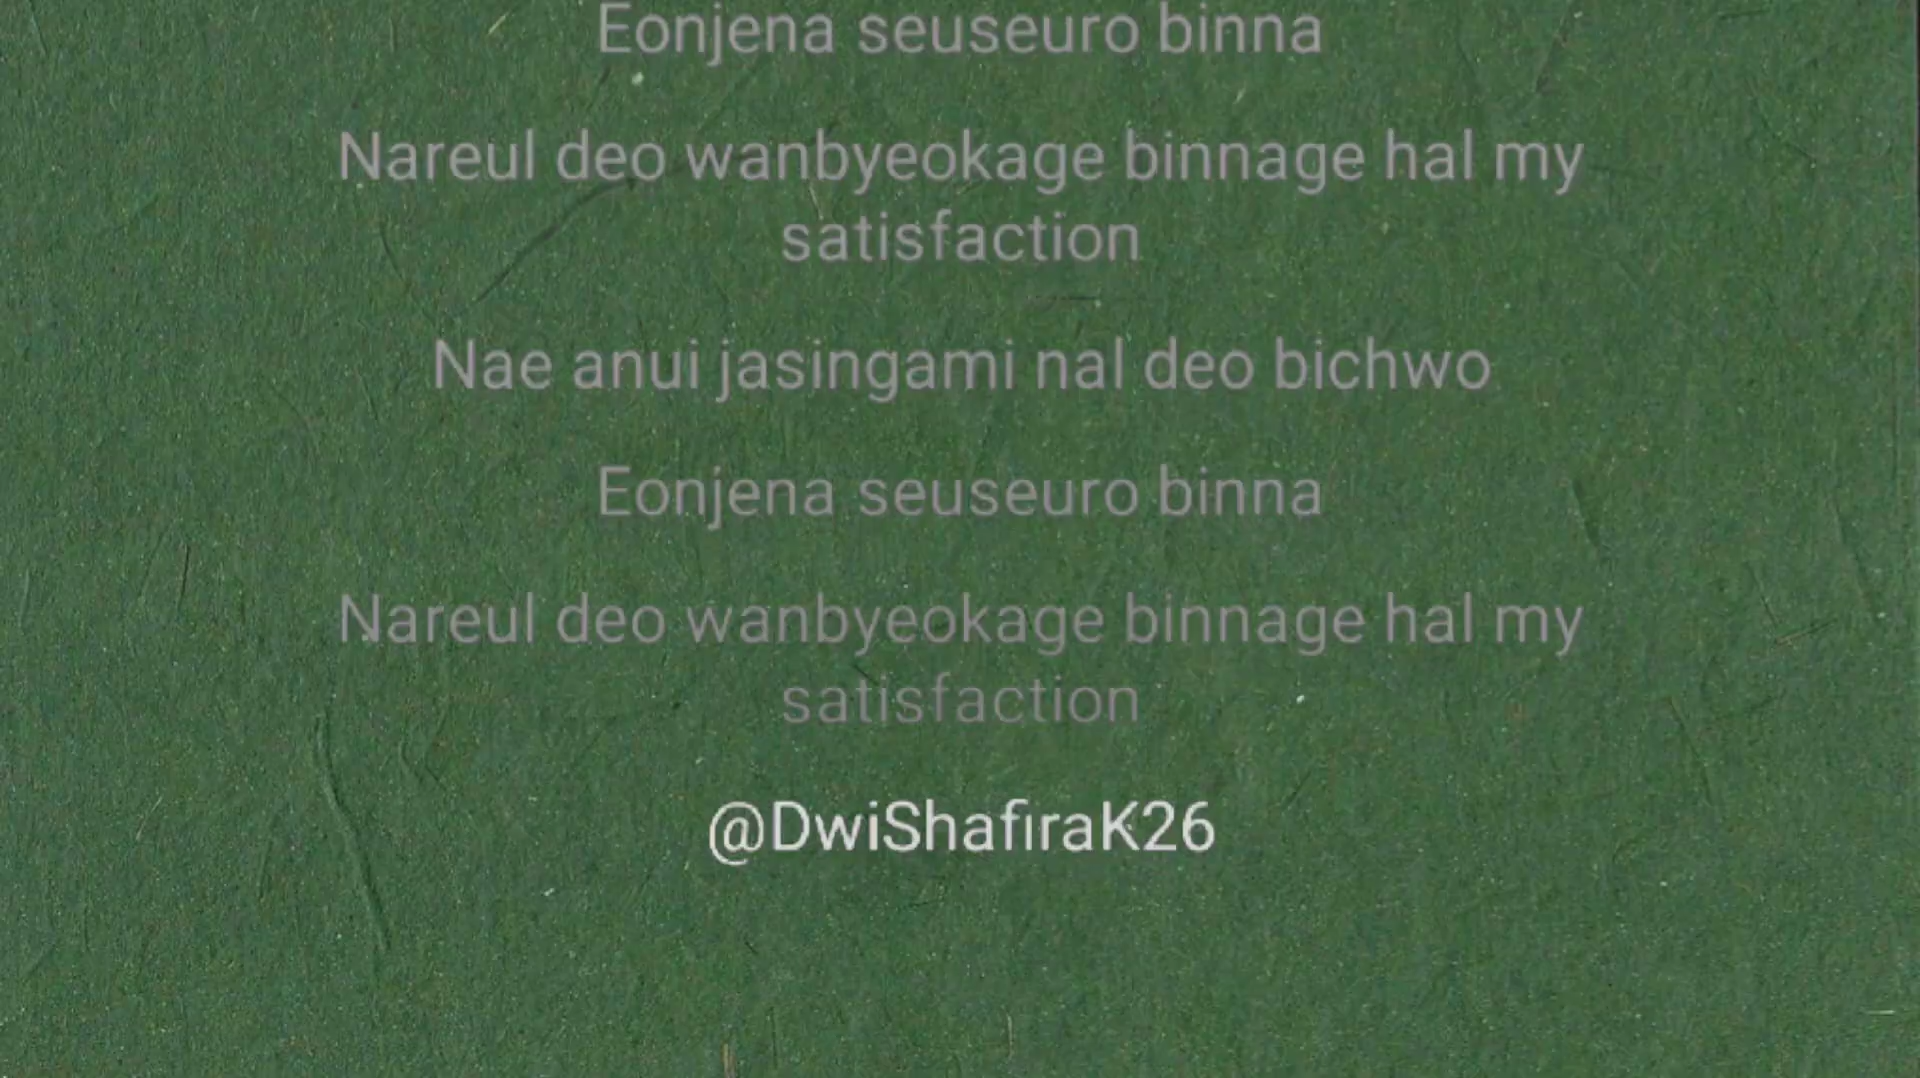 Eonjena seuseuro binna
Nareul deo wanbyeokage binnage hal my
satisfaction
Nae anui jasingami nal deo bichwo
Eonjena seuseuro binna
Nareul deo wanbyeokage binnage hal my
satisfaction
@DwiShafiraK26